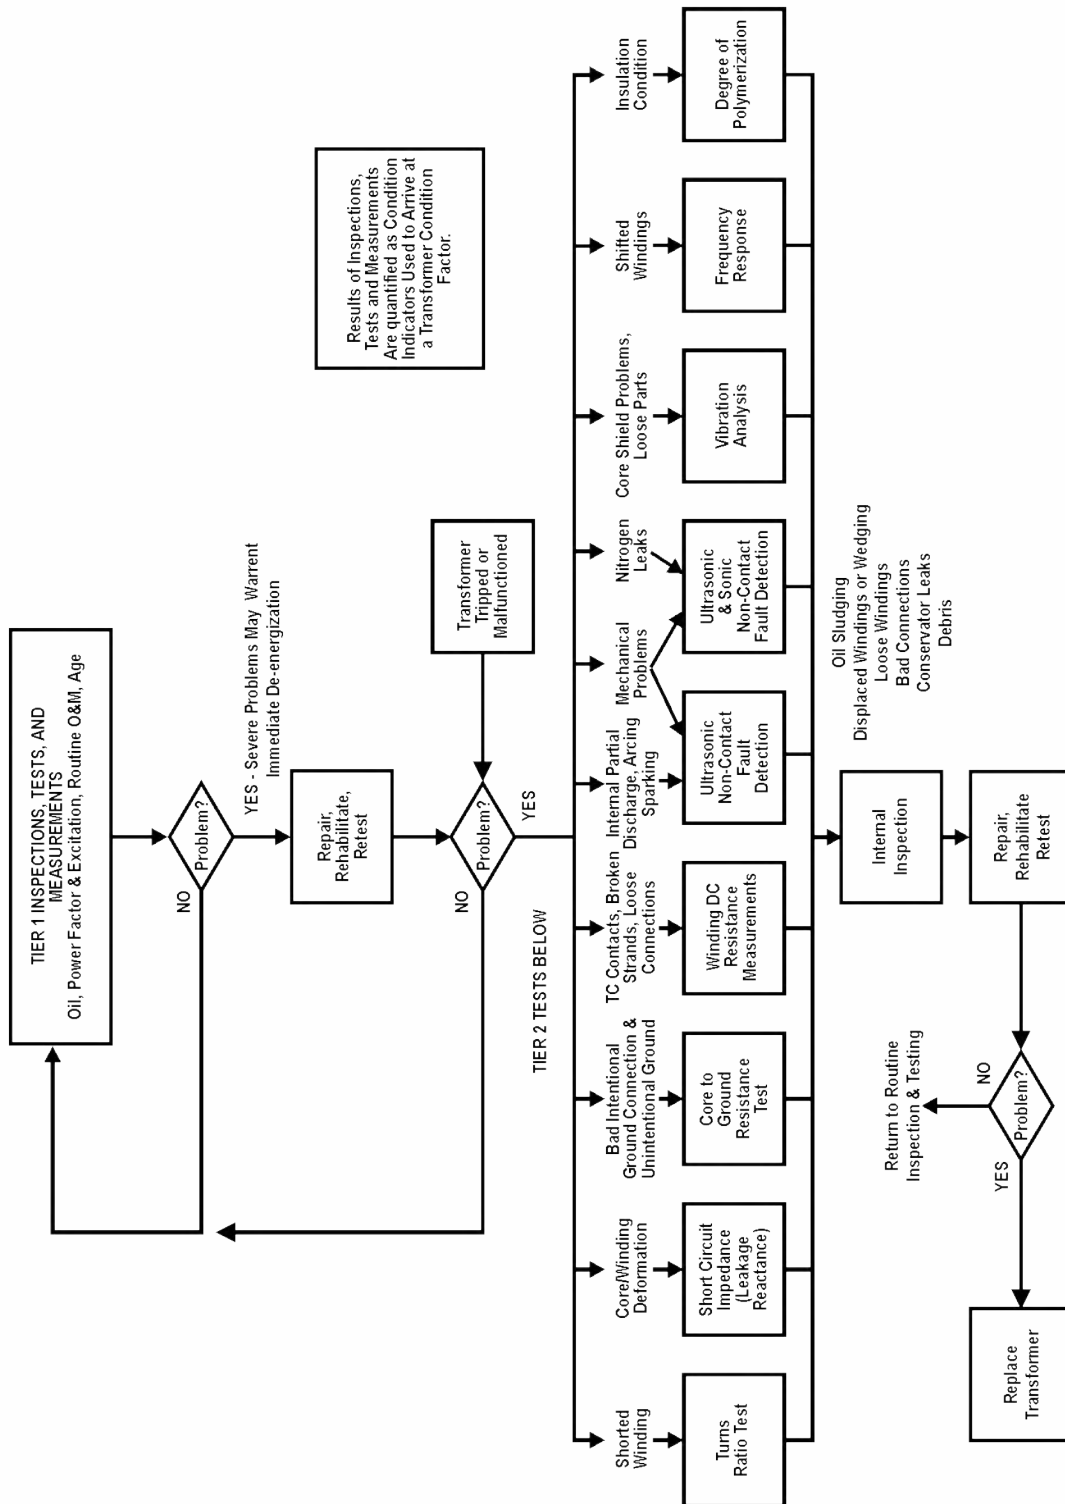 TIER 1 INSPECTIONS, TESTS, AND
MEASUREMENTS
Oil, Power Factor & Excitation, Routine O&M, Age
Problem?
NO
YES - Severe Problems May Warrent
Immediate De-energization
Repair,
Rehabilitate,
Retest
Transformer
Tripped or
Malfunctioned
Problem?
NO
YES
Results of Inspections,
Tests and Measurements
Are quantified as Condition
Indicators Used to Arrive at
a Transformer Condition
Factor.
TIER 2 TESTS BELOW
Shorted
Winding
Core/Winding
Deformation
Bad Intentional
Ground Connection &
Unintentional Ground
TC Contacts, Broken
Strands, Loose
Connections
Internal Partial
Discharge, Arcing
Sparking
Mechanical
Problems
Nitrogen
Leaks
Core Shield Problems,
Loose Parts
Shifted
Windings
Insulation
Condition
Turns
Ratio Test
Short Circuit
Impedance
(Leakage
Reactance)
Core to
Ground
Resistance
Test
Winding DC
Resistance
Measurements
Ultrasonic
Non-Contact
Fault
Detection
Ultrasonic
& Sonic
Non-Contact
Fault Detection
Vibration
Analysis
Frequency
Response
Degree of
Polymerization
Internal
Inspection
Oil Sludging
Displaced Windings or Wedging
Loose Windings
Bad Connections
Conservator Leaks
Debris
Repair,
Rehabilitate
Retest
Return to Routine
Inspection & Testing
NO
Problem?
YES
Replace
Transformer